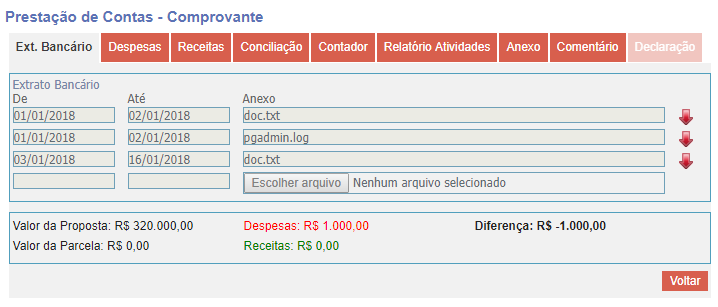 Prestação de Contas - Comprovante
Ext. Bancário Despesas Receitas Conciliação Contador Relatório Atividades Anexo Comentário Declaração
Extrato Bancário
De Até Anexo
01/01/2018 02/01/2018 doc.txt
01/01/2018 02/01/2018 pgadmin.log
03/01/2018 16/01/2018 doc.txt
Escolher arquivo Nenhum arquivo selecionado
Valor da Proposta: R$ 320.000,00 Despesas: R$ 1.000,00 Diferença: R$ -1.000,00
Valor da Parcela: R$ 0,00 Receitas: R$ 0,00
Voltar